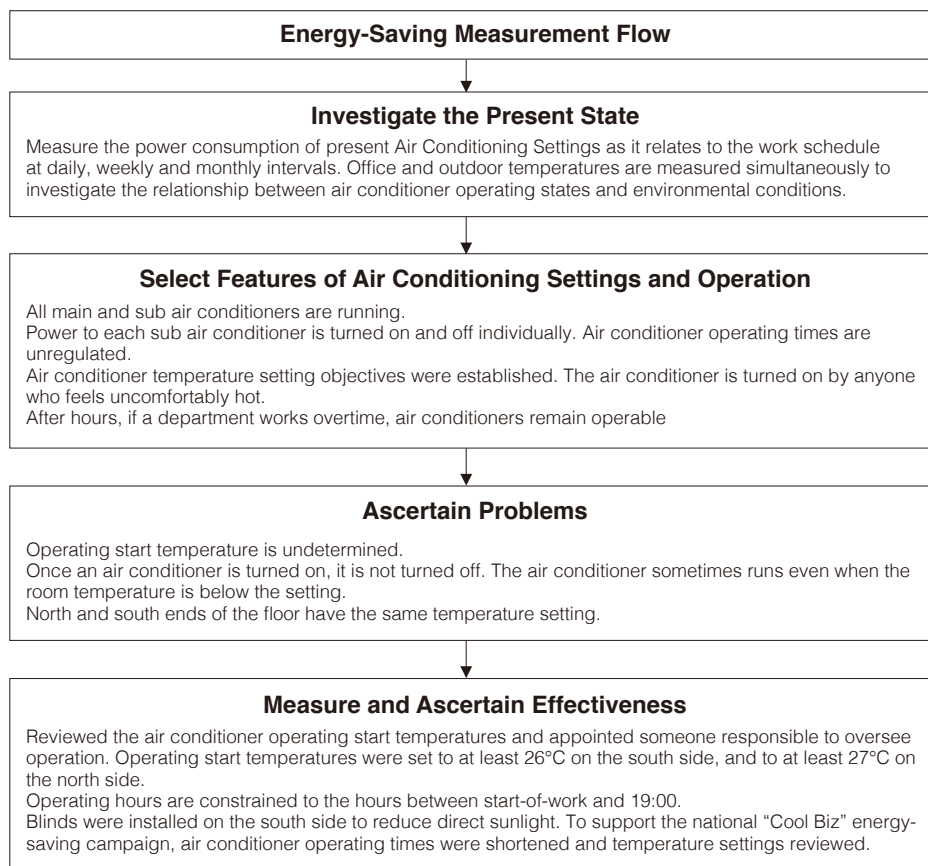 Energy-Saving Measurement Flow
Investigate the Present State
Measure the power consumption of present Air Conditioning Settings as it relates to the work schedule
at daily, weekly and monthly intervals. Office and outdoor temperatures are measured simultaneously to
investigate the relationship between air conditioner operating states and environmental conditions.
Select Features of Air Conditioning Settings and Operation
All main and sub air conditioners are running.
Power to each sub air conditioner is turned on and off individually. Air conditioner operating times are
unregulated.
Air conditioner temperature setting objectives were established. The air conditioner is turned on by anyone
who feels uncomfortably hot.
After hours, if a department works overtime, air conditioners remain operable
Ascertain Problems
Operating start temperature is undetermined.
Once an air conditioner is turned on, it is not turned off. The air conditioner sometimes runs even when the
room temperature is below the setting.
North and south ends of the floor have the same temperature setting.
Measure and Ascertain Effectiveness
Reviewed the air conditioner operating start temperatures and appointed someone responsible to oversee
operation. Operating start temperatures were set to at least 26°C on the south side, and to at least 27°C on
the north side.
Operating hours are constrained to the hours between start-of-work and 19:00.
Blinds were installed on the south side to reduce direct sunlight. To support the national “Cool Biz” energy-
saving campaign, air conditioner operating times were shortened and temperature settings reviewed.